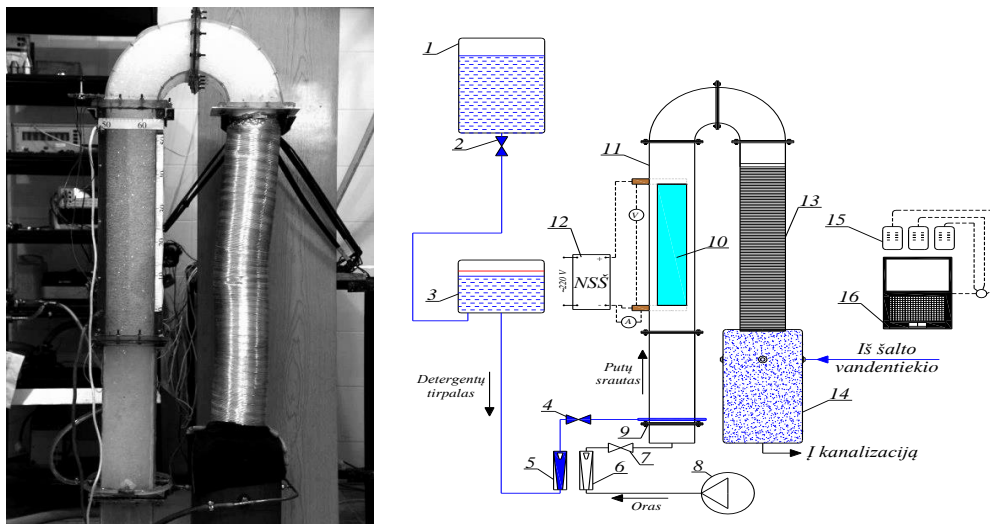 50
60
1
2
3
4
5
6
7
8
9
10
11
12
13
14
15
16
~220 V
+
NSŠ
-
V
A
Detergentų
tirpalas
Putų
srautas
Oras
Iš šalto
vandentiekio
Į kanalizaciją